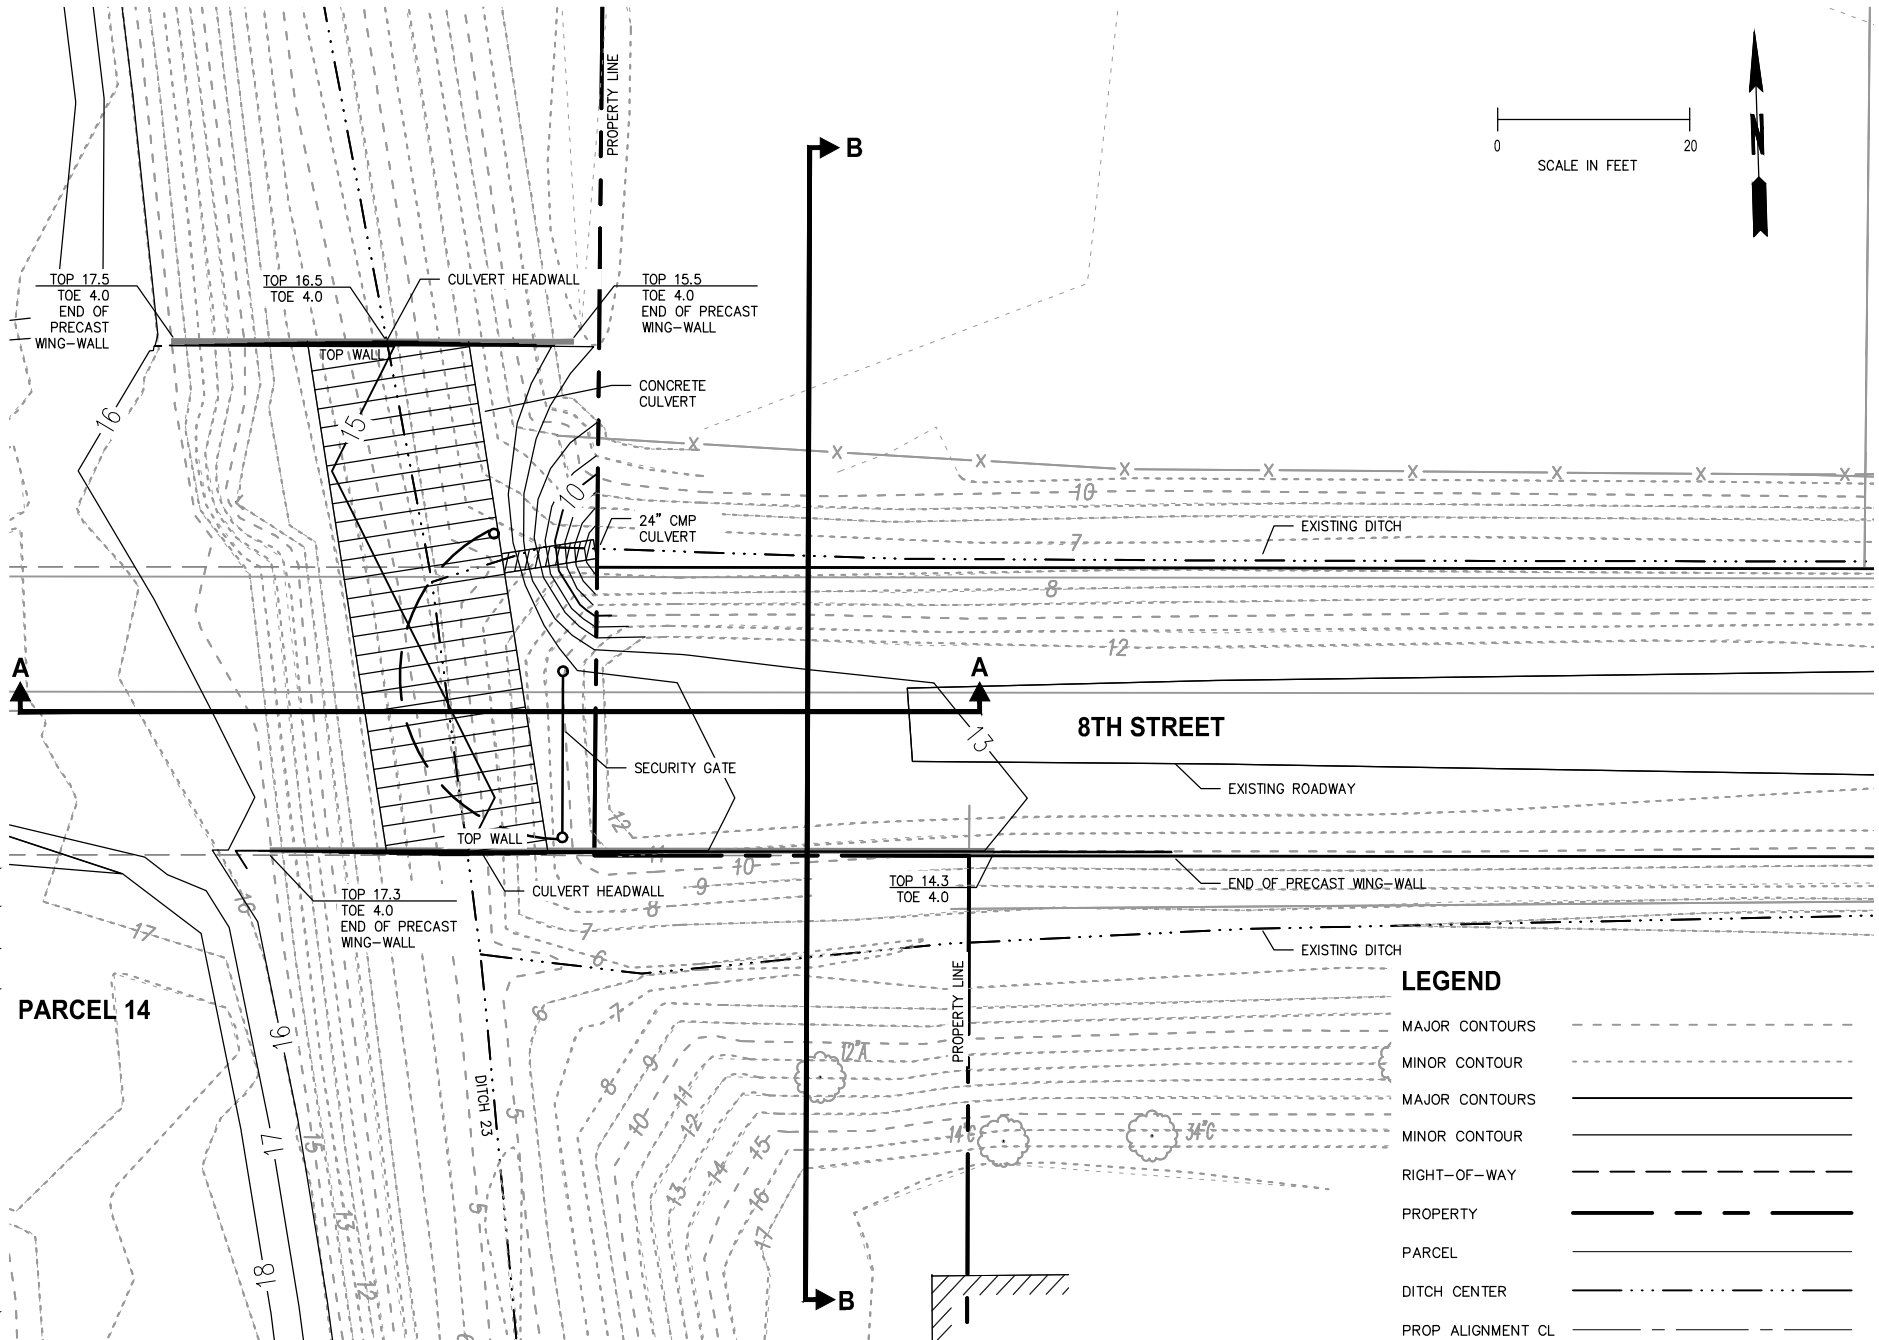 PROPERTY LINE
B
0
20
SCALE IN FEET
N
TOP 17.5
TOE 4.0
END OF
PRECAST
WING-WALL
TOP 16.5
TOE 4.0
CULVERT HEADWALL
TOP 15.5
TOE 4.0
END OF PRECAST
WING-WALL
TOP WALL
CONCRETE
CULVERT
16
15
10
X X X X X X X X X
10
24" CMP
CULVERT
EXISTING DITCH
7
8
12
A
A
13
8TH STREET
SECURITY GATE
EXISTING ROADWAY
12
TOP WALL
11
10
9
8
7
6
CULVERT HEADWALL
TOP 14.3
TOE 4.0
END OF PRECAST WING-WALL
TOP 17.3
TOE 4.0
END OF PRECAST
WING-WALL
16
17
EXISTING DITCH
PROPERTY LINE
PARCEL 14
16
17
18
15
13
12
DITCH 23
5
5
6
6
7
8
9
10
11
12
13
14
15
16
17
12"A
14"C
34"C
B
LEGEND
MAJOR CONTOURS
MINOR CONTOUR
MAJOR CONTOURS
MINOR CONTOUR
RIGHT-OF-WAY
PROPERTY
PARCEL
DITCH CENTER
PROP ALIGNMENT CL